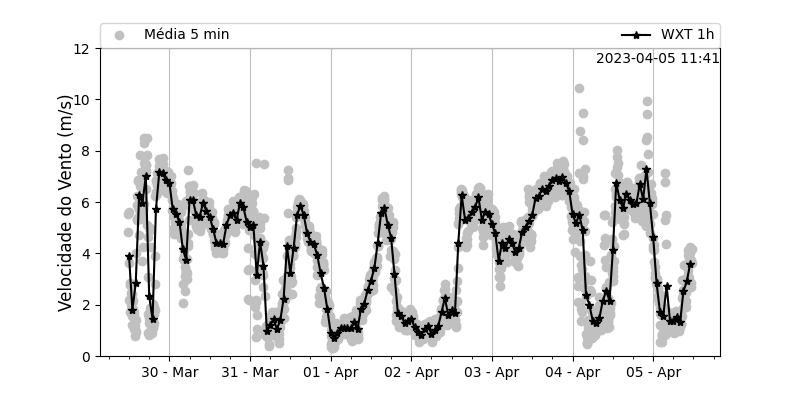 Média 5 min
WXT 1h
2023-04-05 11:41
Velocidade do Vento (m/s)
12
10
8
6
4
2
0
30 - Mar
31 - Mar
01 - Apr
02 - Apr
03 - Apr
04 - Apr
05 - Apr